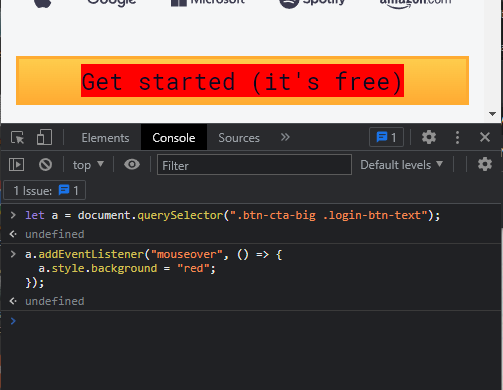 Google Microsoft Spotify amazon.com
Get started (it's free)
Elements Console Sources » 1
top Filter Default levels
1 Issue: 1
let a = document.querySelector(".btn-cta-big .login-btn-text");
undefined
a.addEventListener("mouseover", () => {
a.style.background = "red";
});
undefined